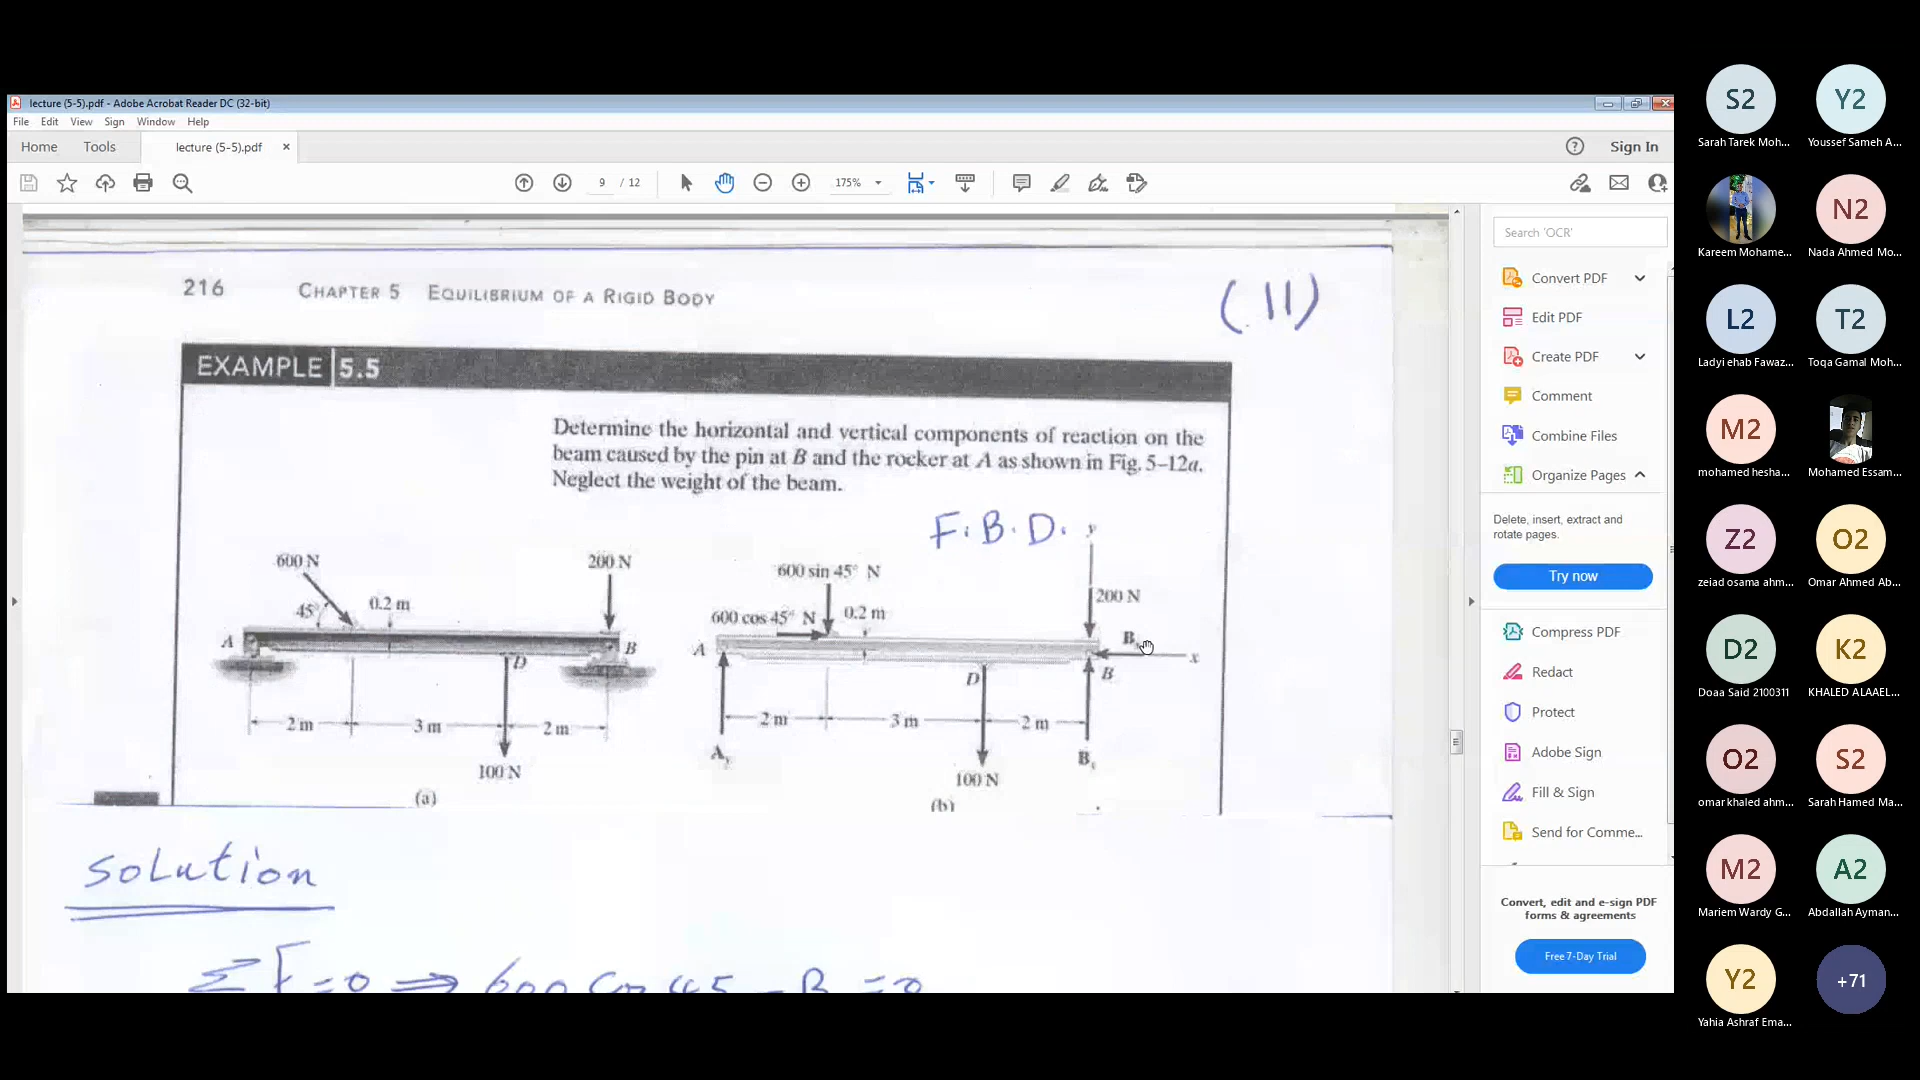 lecture (5-5).pdf - Adobe Acrobat Reader DC (32-bit)
File Edit View Sign Window Help
Home Tools lecture (5-5).pdf × ? Sign In
9 / 12 175%
216 CHAPTER 5 EQUILIBRIUM OF A RIGID BODY
(11)
EXAMPLE 5.5
Determine the horizontal and vertical components of reaction on the
beam caused by the pin at B and the rocker at A as shown in Fig. 5–12a.
Neglect the weight of the beam.
F.B.D.
600 N
45°
0.2 m
200 N
A
B
D
2 m
3 m
2 m
100 N
(a)
y
600 sin 45° N
600 cos 45° N
0.2 m
200 N
A
B
x
B
D
2 m
3 m
2 m
A
B
100 N
(b)
Solution
ΣF =0 ⇒ 600 Cos 45 - B =0
Search 'OCR'
Convert PDF
Edit PDF
Create PDF
Comment
Combine Files
Organize Pages
Delete, insert, extract and
rotate pages.
Try now
Compress PDF
Redact
Protect
Adobe Sign
Fill & Sign
Send for Comme...
Convert, edit and e-sign PDF
forms & agreements
Free 7-Day Trial
S2 Y2
Sarah Tarek Moh... Youssef Sameh A...
Kareem Mohame...
N2
Nada Ahmed Mo...
L2 T2
Ladyi ehab Fawaz... Toqa Gamal Moh...
M2
mohamed hesha... Mohamed Essam...
Z2 O2
zeiad osama ahm... Omar Ahmed Ab...
D2 K2
Doaa Said 2100311 KHALED ALAAEL...
O2 S2
omar khaled ahm... Sarah Hamed Ma...
M2 A2
Mariem Wardy G... Abdallah Ayman...
Y2 +71
Yahia Ashraf Ema...